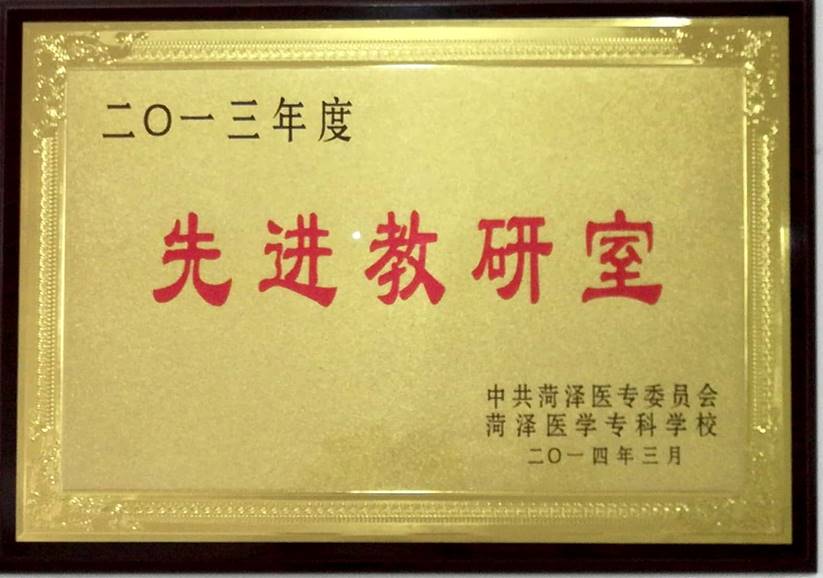 二〇一三年度
先进教研室
中共菏泽医专委员会
菏泽医学专科学校
二〇一四年三月